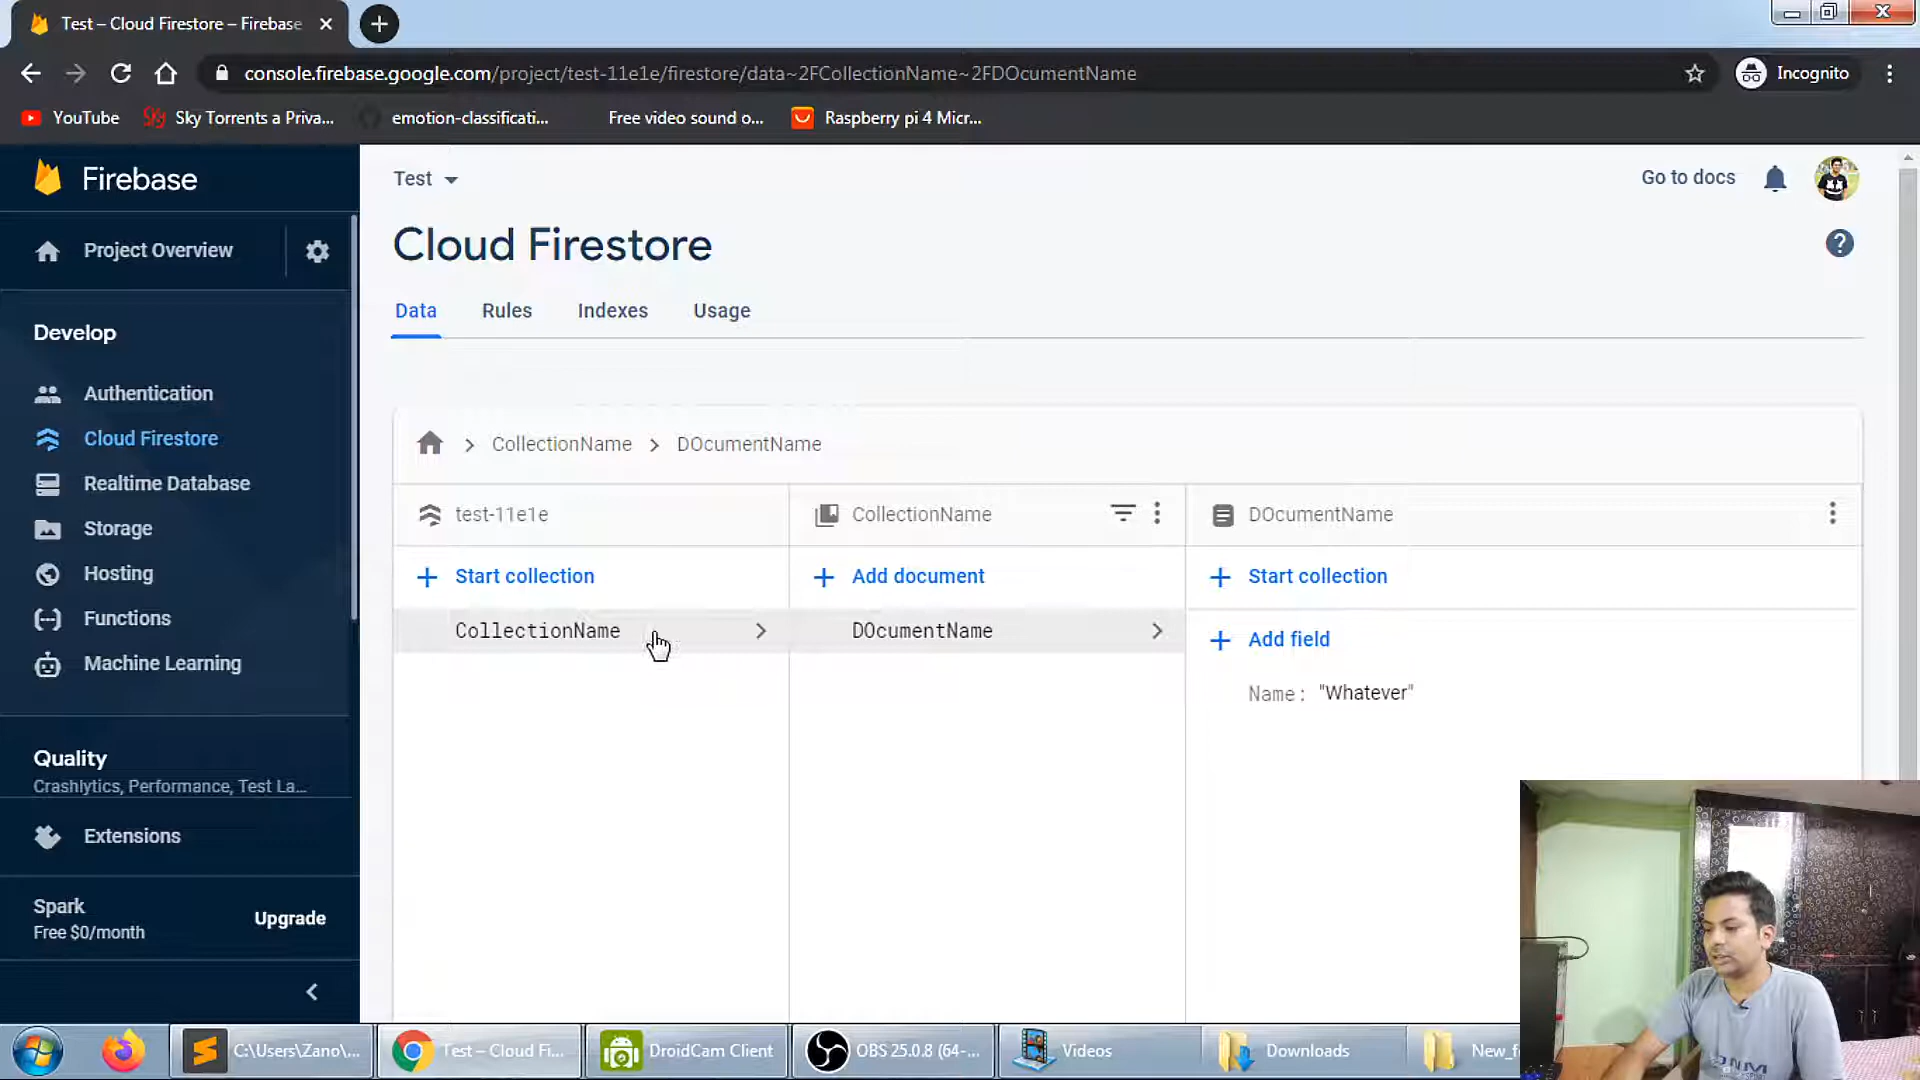 Test – Cloud Firestore – Firebase
console.firebase.google.com/project/test-11e1e/firestore/data~2FCollectionName~2FDOcumentName
Incognito
YouTube
Sky Torrents a Priva...
emotion-classificati...
Free video sound o...
Raspberry pi 4 Micr...
Firebase
Test
Go to docs
Project Overview
Cloud Firestore
Data
Rules
Indexes
Usage
Develop
Authentication
Cloud Firestore
Realtime Database
Storage
Hosting
Functions
Machine Learning
CollectionName
DOcumentName
test-11e1e
CollectionName
DOcumentName
Start collection
Add document
Start collection
CollectionName
DOcumentName
Add field
Name: "Whatever"
Quality
Crashlytics, Performance, Test La...
Extensions
Spark
Free $0/month
Upgrade
C:\Users\Zano\...
Test – Cloud Fi...
DroidCam Client
OBS 25.0.8 (64-...
Videos
Downloads